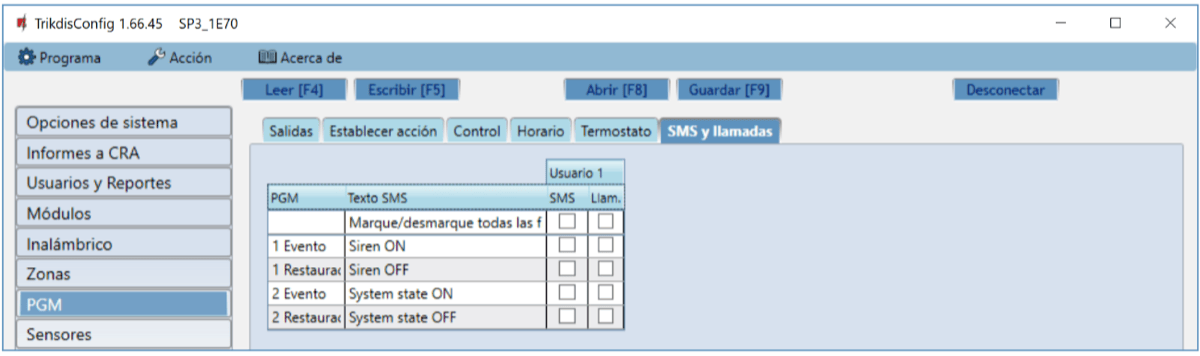 TrikdisConfig 1.66.45 SP3_1E70
Programa Acción Acerca de
Leer [F4] Escribir [F5] Abrir [F8] Guardar [F9] Desconectar
Opciones de sistema
Informes a CRA
Usuarios y Reportes
Módulos
Inalámbrico
Zonas
PGM
Sensores
Salidas Establecer acción Control Horario Termostato SMS y llamadas
Usuario 1
PGM Texto SMS SMS Llam.
Marque/desmarque todas las f
1 Evento Siren ON
1 Restaurac Siren OFF
2 Evento System state ON
2 Restaurac System state OFF